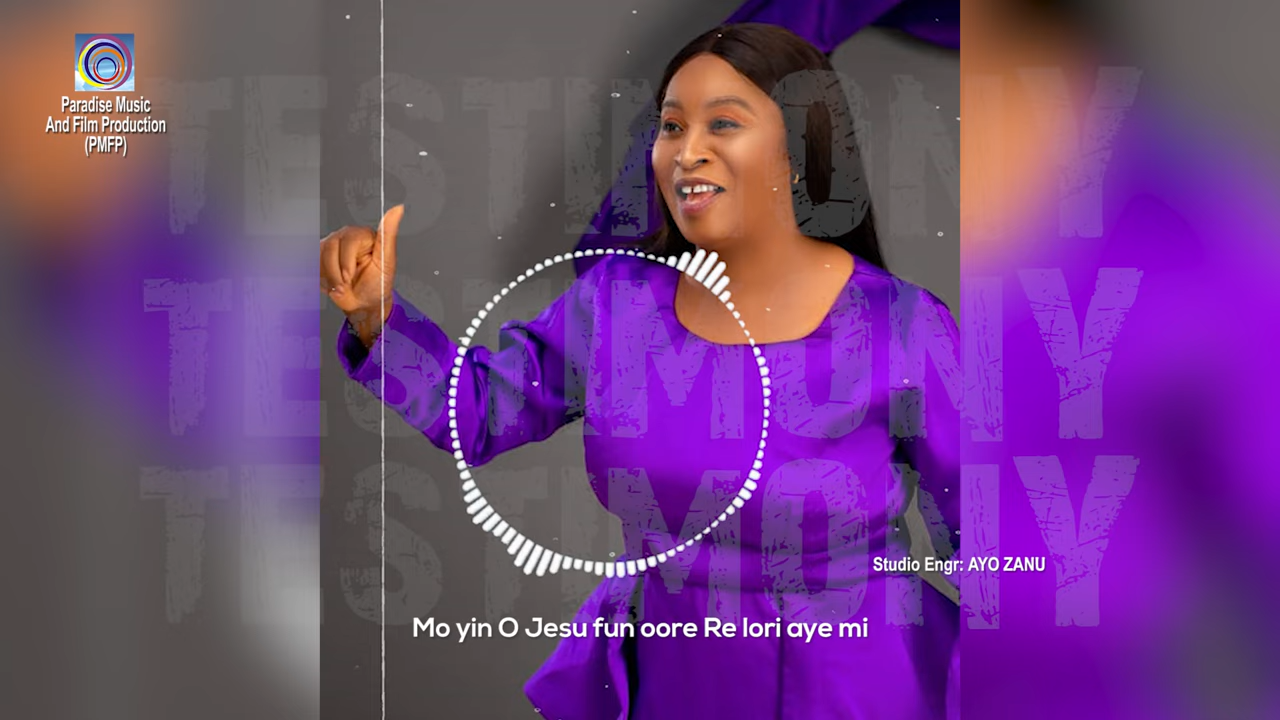 Paradise Music
And Film Production
(PMFP)
TESTIMONY
TESTIMONY
TESTIMONY
Studio Engr: AYO ZANU
Mo yin O Jesu fun oore Re lori aye mi